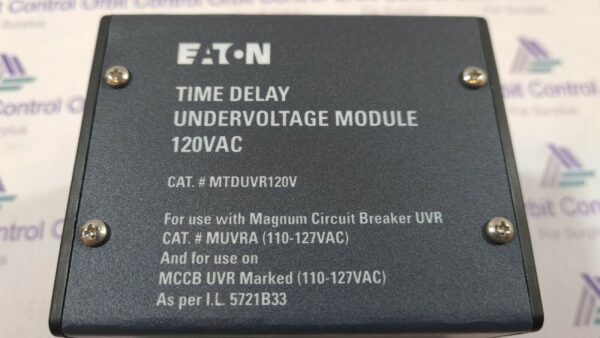 EATON
TIME DELAY
UNDERVOLTAGE MODULE
120VAC
CAT. # MTDUVR120V
For use with Magnum Circuit Breaker UVR
CAT. # MUVRA (110-127VAC)
And for use on
MCCB UVR Marked (110-127VAC)
As per I.L. 5721B33